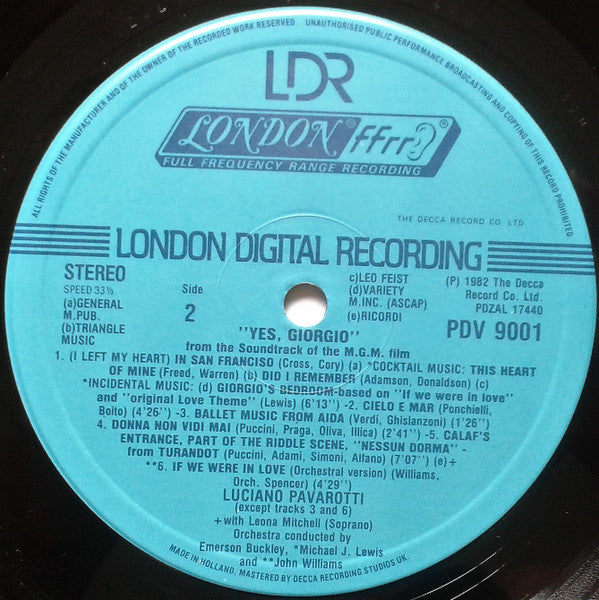 ALL RIGHTS OF THE MANUFACTURER AND OF THE OWNER OF THE RECORDED WORK RESERVED. UNAUTHORISED PUBLIC PERFORMANCE BROADCASTING AND COPYING OF THIS RECORD PROHIBITED
LDR
LONDON ® ffrr ®
FULL FREQUENCY RANGE RECORDING
THE DECCA RECORD CO. LTD
LONDON DIGITAL RECORDING
STEREO
SPEED 33⅓
(a)GENERAL
M.PUB.
(b)TRIANGLE
MUSIC
Side
2
c)LEO FEIST
(d)VARIETY
M.INC. (ASCAP)
(e)RICORDI
(P) 1982 The Decca
Record Co. Ltd.
PDZAL 17440
PDV 9001
"YES, GIORGIO"
from the Soundtrack of the M.G.M. film
1. (I LEFT MY HEART) IN SAN FRANCISO (Cross, Cory) (a) *COCKTAIL MUSIC: THIS HEART
OF MINE (Freed, Warren) (b) DID I REMEMBER (Adamson, Donaldson) (c)
*INCIDENTAL MUSIC: (d) GIORGIO'S BEDROOM-based on "If we were in love"
and "original Love Theme" (Lewis) (6'13") -2. CIELO E MAR (Ponchielli,
Boito) (4'26") -3. BALLET MUSIC FROM AIDA (Verdi, Ghislanzoni) (1'26")
4. DONNA NON VIDI MAI (Puccini, Praga, Oliva, Illica) (2'41") -5. CALAF'S
ENTRANCE, PART OF THE RIDDLE SCENE, "NESSUN DORMA" -
from TURANDOT (Puccini, Adami, Simoni, Alfano) (7'07") (e)+
**6. IF WE WERE IN LOVE (Orchestral version) (Williams,
Orch. Spencer) (4'29")
LUCIANO PAVAROTTI
(except tracks 3 and 6)
+with Leona Mitchell (Soprano)
Orchestra conducted by
Emerson Buckley, *Michael J. Lewis
and **John Williams
MADE IN HOLLAND. MASTERED BY DECCA RECORDING STUDIOS UK.